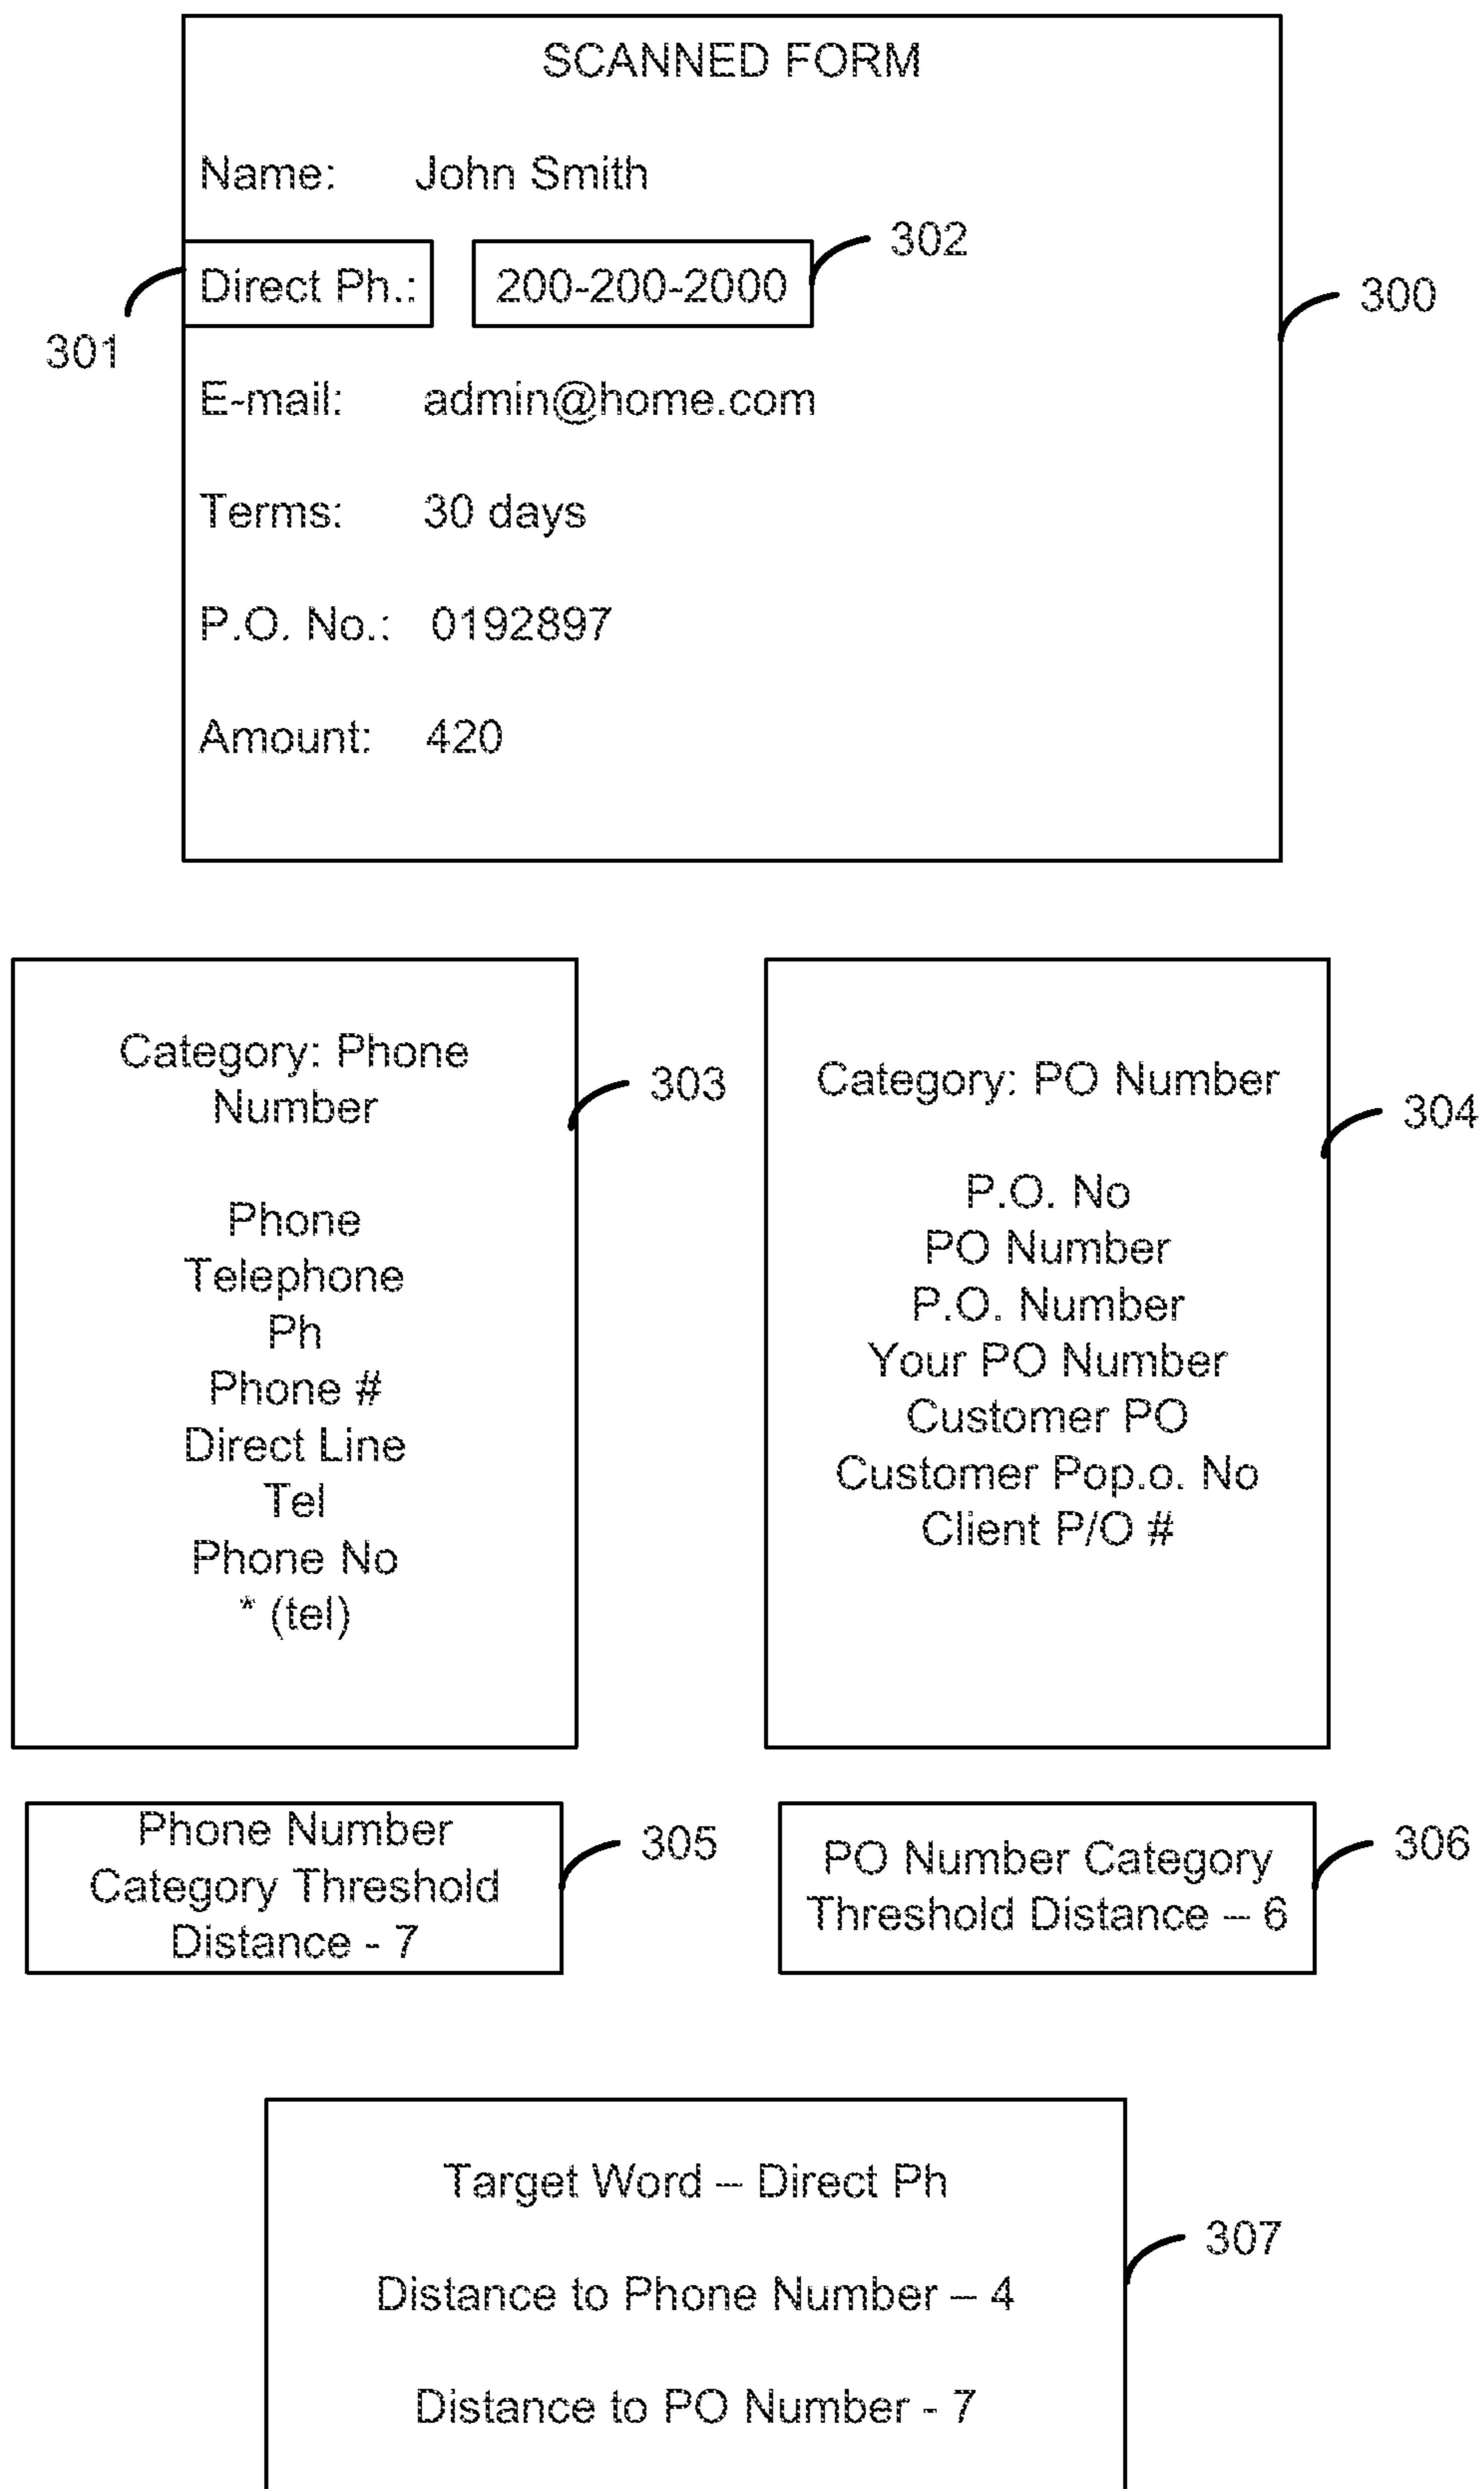 SCANNED FORM
Name: John Smith
302
Direct Ph.: 200-200-2000
300
301
E-mail: admin@home.com
Terms: 30 days
P.O. No.: 0192897
Amount: 420
Category: Phone
Number
303
Phone
Telephone
Ph
Phone #
Direct Line
Tel
Phone No
* (tel)
Category: PO Number
304
P.O. No
PO Number
P.O. Number
Your PO Number
Customer PO
Customer Pop.o. No
Client P/O #
Phone Number
Category Threshold
Distance - 7
305
PO Number Category
Threshold Distance – 6
306
Target Word – Direct Ph
307
Distance to Phone Number – 4
Distance to PO Number - 7